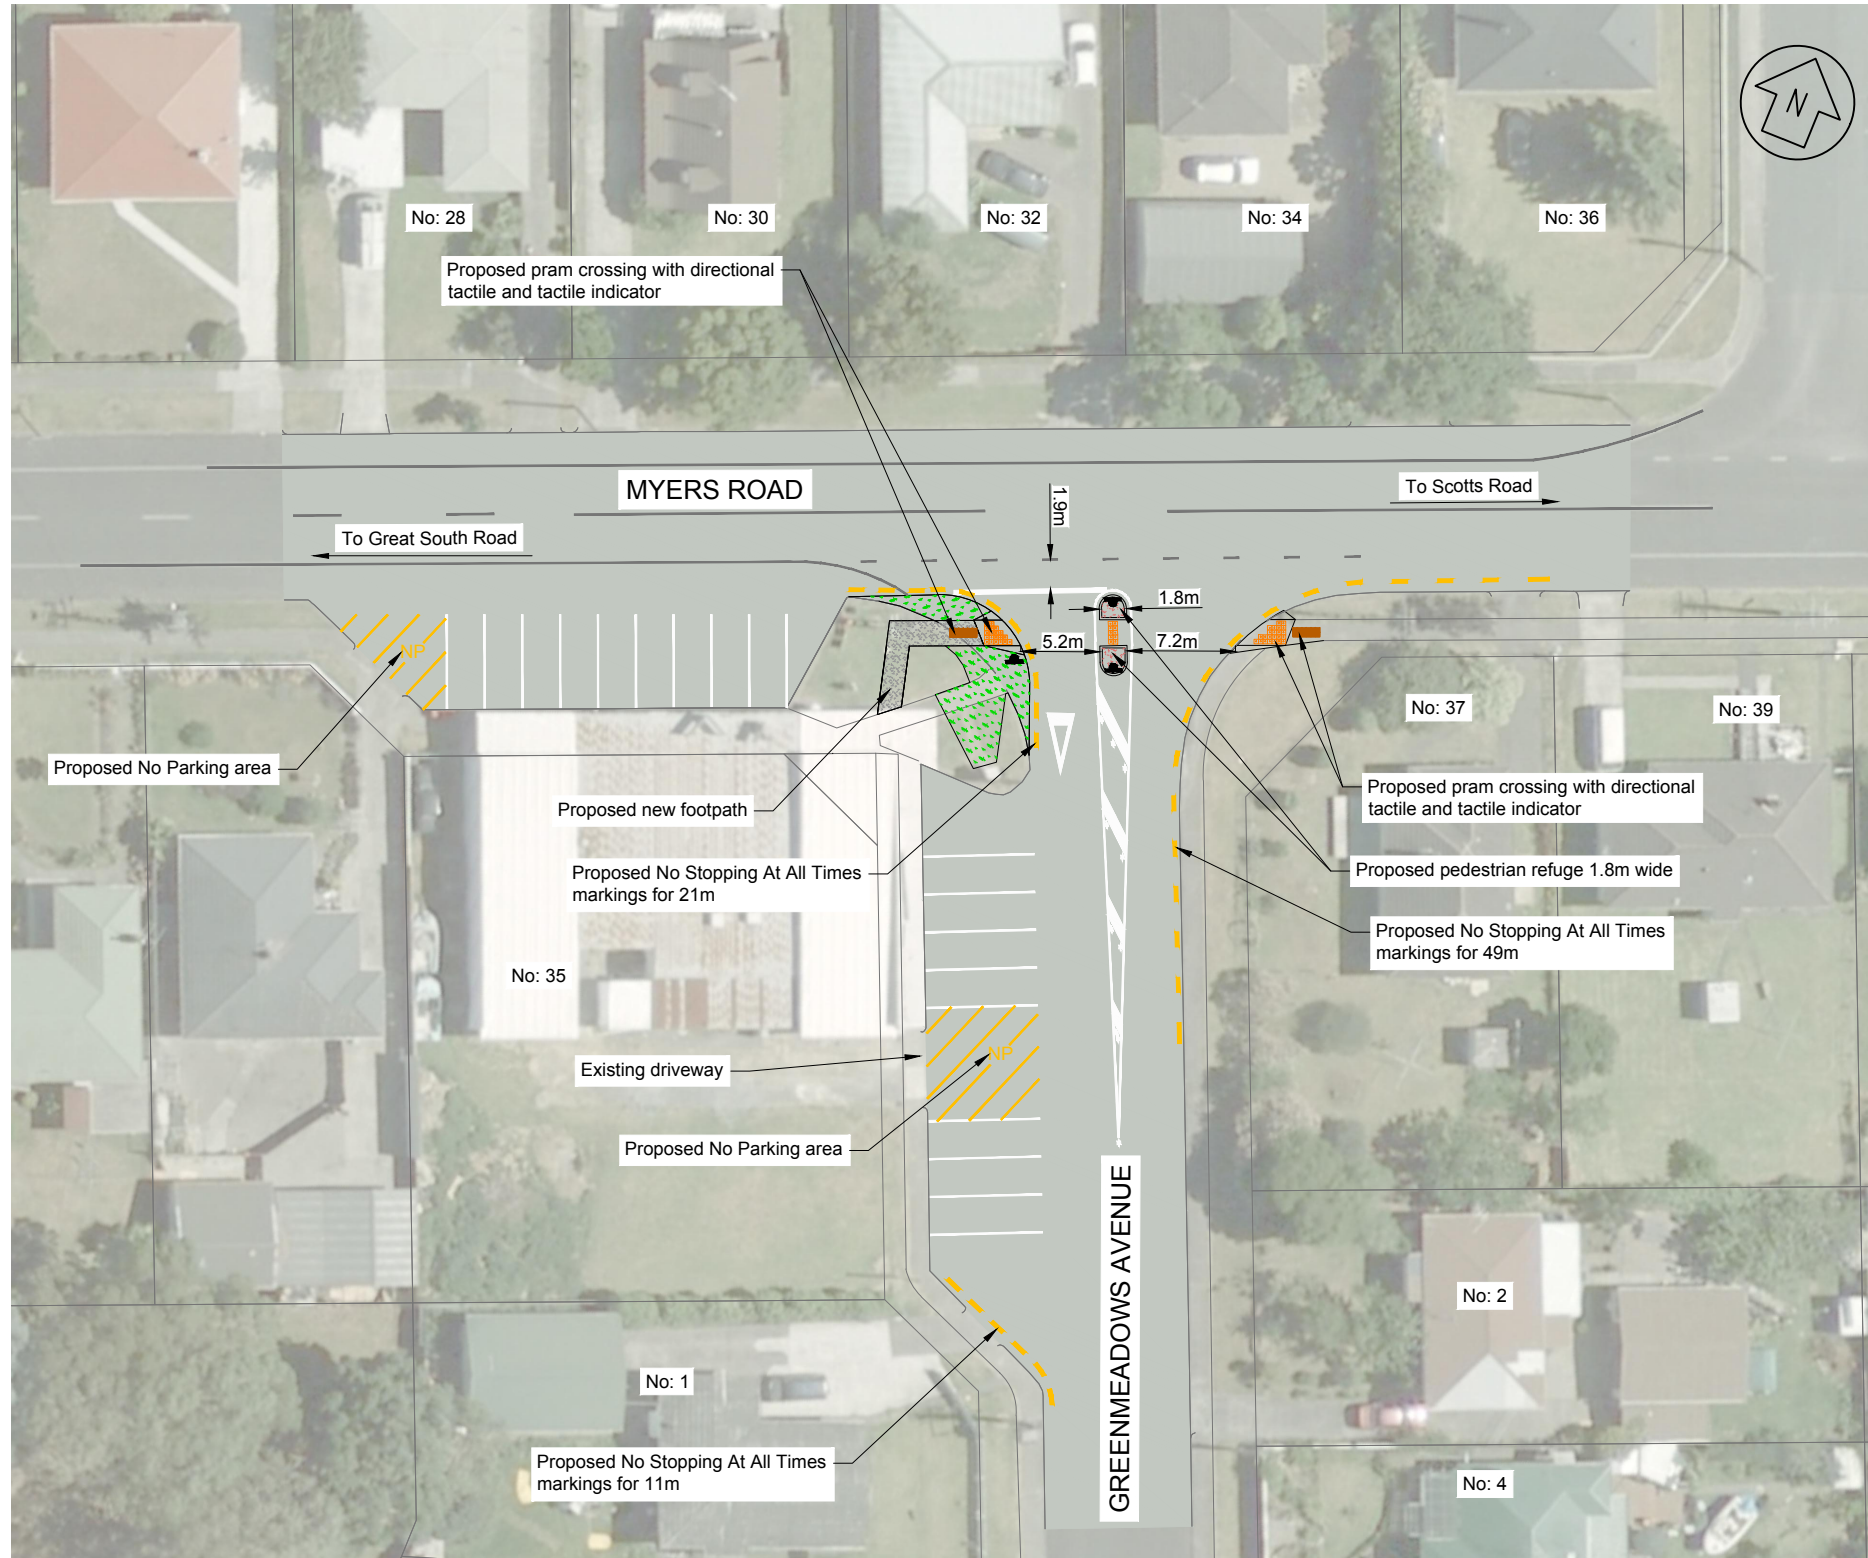 N
No: 28
No: 30
No: 32
No: 34
No: 36
Proposed pram crossing with directional
tactile and tactile indicator
MYERS ROAD
To Scotts Road
1.9m
To Great South Road
1.8m
5.2m
7.2m
NP
No: 37
No: 39
Proposed No Parking area
Proposed new footpath
Proposed pram crossing with directional
tactile and tactile indicator
Proposed No Stopping At All Times
markings for 21m
Proposed pedestrian refuge 1.8m wide
Proposed No Stopping At All Times
markings for 49m
No: 35
NP
Existing driveway
Proposed No Parking area
GREENMEADOWS AVENUE
No: 2
No: 1
Proposed No Stopping At All Times
markings for 11m
No: 4